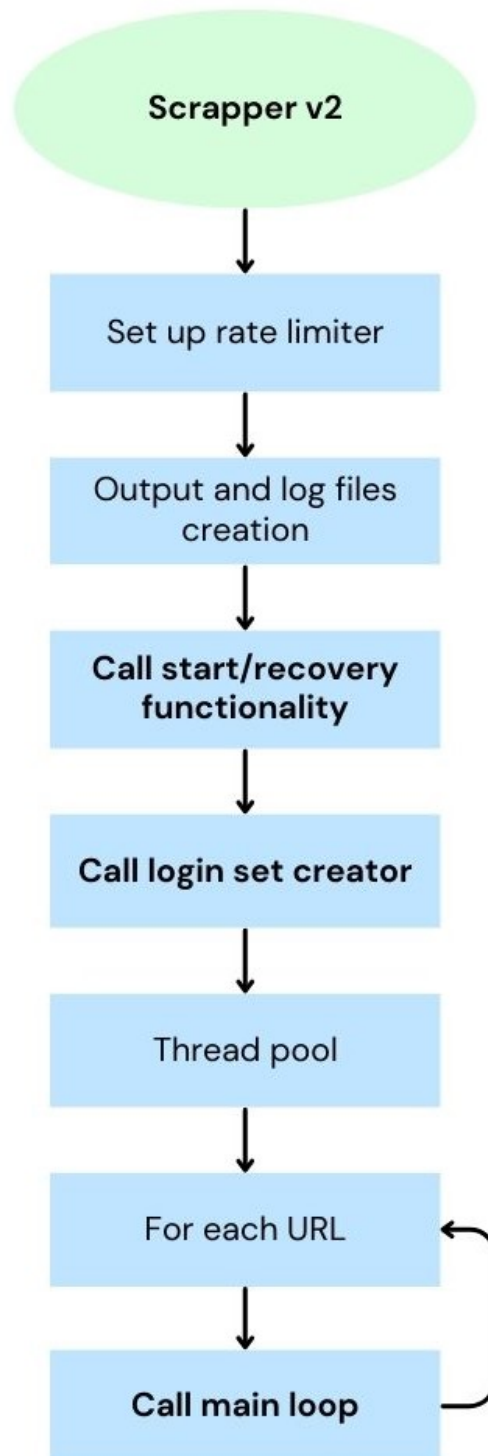 Scrapper v2
Set up rate limiter
Output and log files
creation
Call start/recovery
functionality
Call login set creator
Thread pool
For each URL
Call main loop